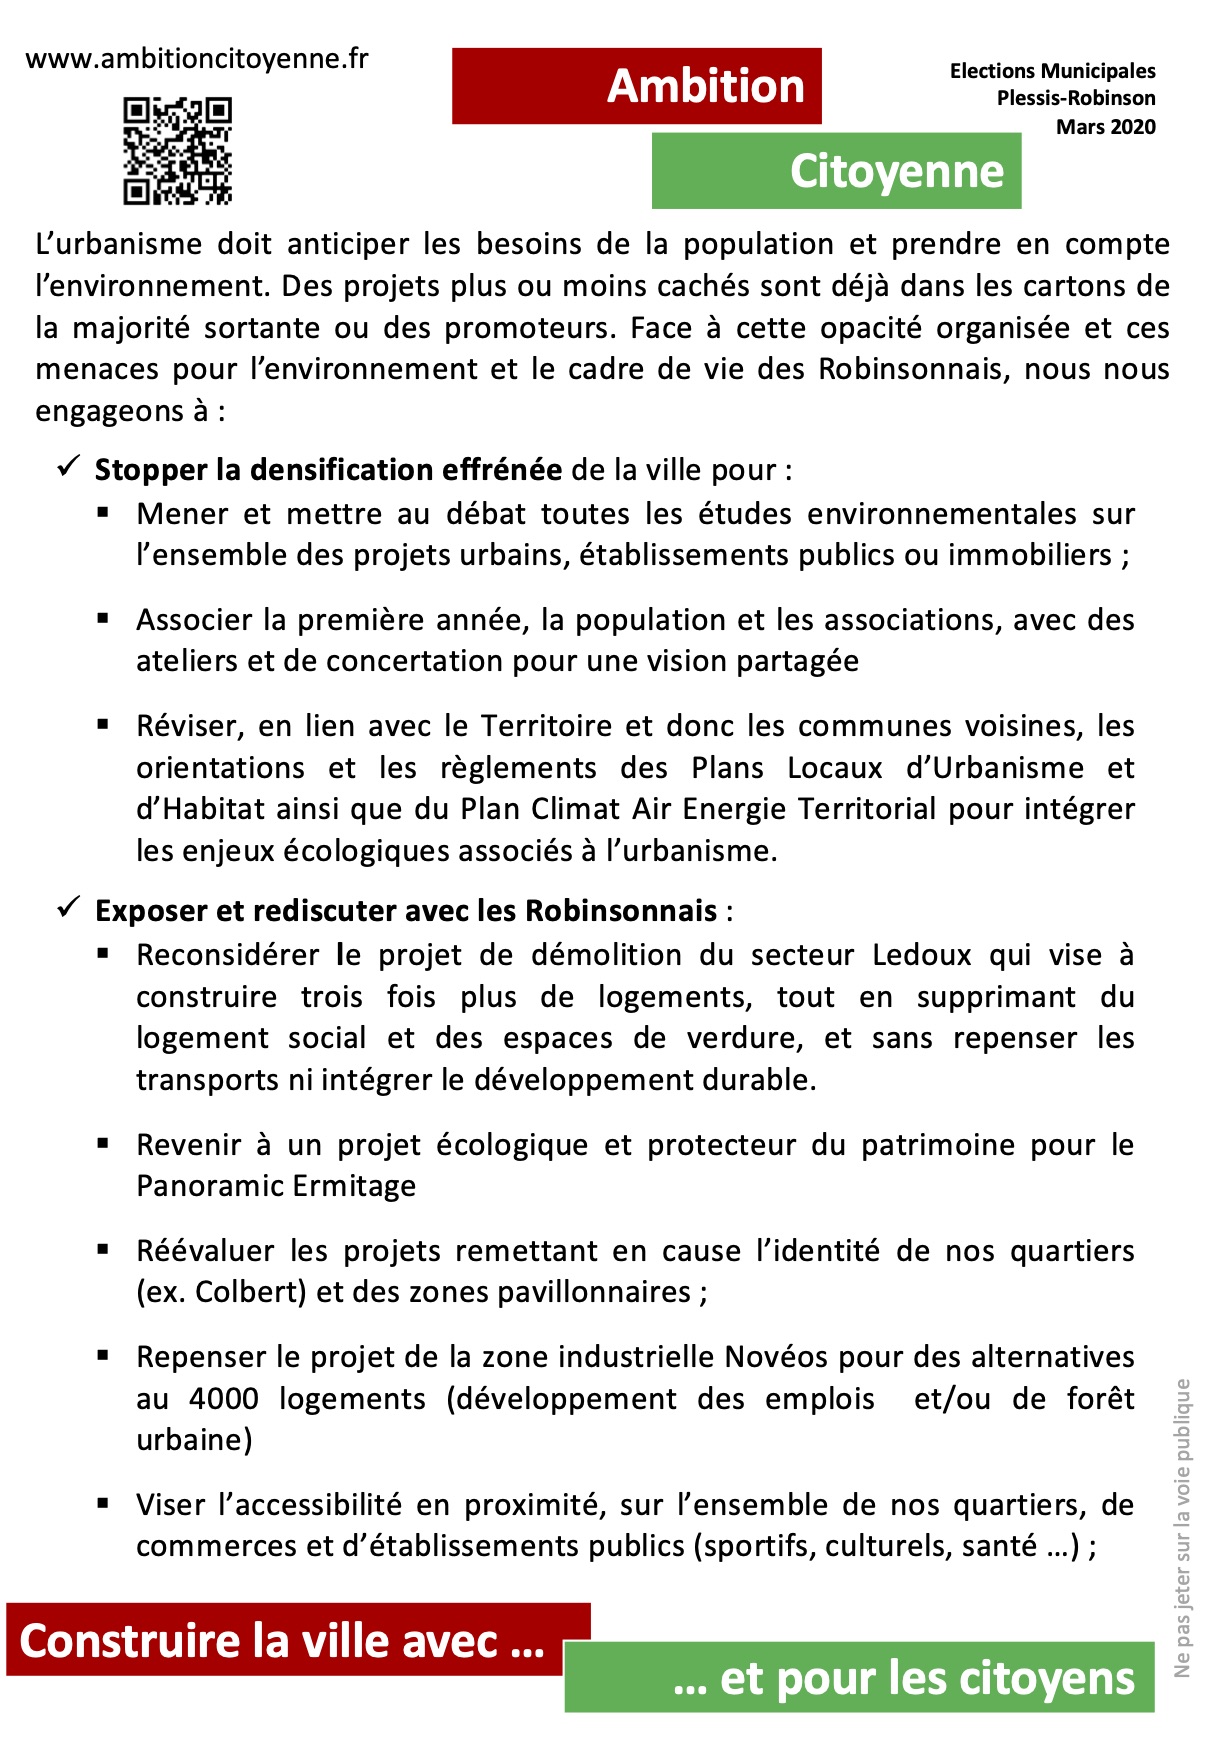 www.ambitioncitoyenne.fr
Ambition
Citoyenne
Elections Municipales
Plessis-Robinson
Mars 2020
L’urbanisme doit anticiper les besoins de la population et prendre en compte
l’environnement. Des projets plus ou moins cachés sont déjà dans les cartons de
la majorité sortante ou des promoteurs. Face à cette opacité organisée et ces
menaces pour l’environnement et le cadre de vie des Robinsonnais, nous nous
engageons à :
✓ Stopper la densification effrénée de la ville pour :
▪ Mener et mettre au débat toutes les études environnementales sur
l’ensemble des projets urbains, établissements publics ou immobiliers ;
▪ Associer la première année, la population et les associations, avec des
ateliers et de concertation pour une vision partagée
▪ Réviser, en lien avec le Territoire et donc les communes voisines, les
orientations et les règlements des Plans Locaux d’Urbanisme et
d’Habitat ainsi que du Plan Climat Air Energie Territorial pour intégrer
les enjeux écologiques associés à l’urbanisme.
✓ Exposer et rediscuter avec les Robinsonnais :
▪ Reconsidérer le projet de démolition du secteur Ledoux qui vise à
construire trois fois plus de logements, tout en supprimant du
logement social et des espaces de verdure, et sans repenser les
transports ni intégrer le développement durable.
▪ Revenir à un projet écologique et protecteur du patrimoine pour le
Panoramic Ermitage
▪ Réévaluer les projets remettant en cause l’identité de nos quartiers
(ex. Colbert) et des zones pavillonnaires ;
▪ Repenser le projet de la zone industrielle Novéos pour des alternatives
au 4000 logements (développement des emplois et/ou de forêt
urbaine)
▪ Viser l’accessibilité en proximité, sur l’ensemble de nos quartiers, de
commerces et d’établissements publics (sportifs, culturels, santé …) ;
Construire la ville avec …
… et pour les citoyens
Ne pas jeter sur la voie publique